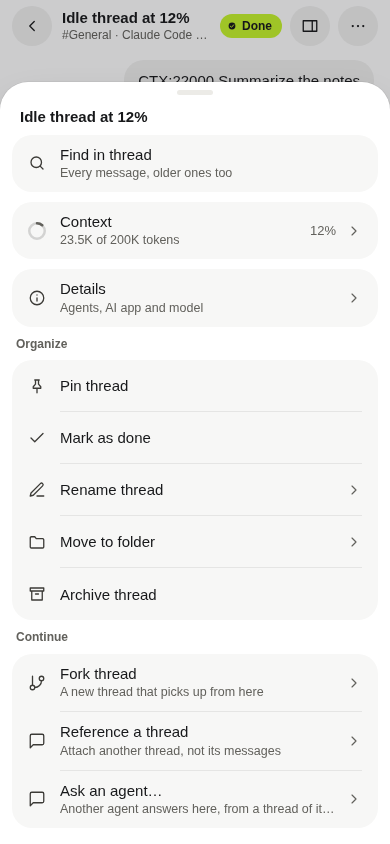 Idle thread at 12%
#General · Claude Code …
Done
CTX:22000 Summarize the notes
Idle thread at 12%
Find in thread
Every message, older ones too
Context
23.5K of 200K tokens
12%
Details
Agents, AI app and model
Organize
Pin thread
Mark as done
Rename thread
Move to folder
Archive thread
Continue
Fork thread
A new thread that picks up from here
Reference a thread
Attach another thread, not its messages
Ask an agent…
Another agent answers here, from a thread of it…